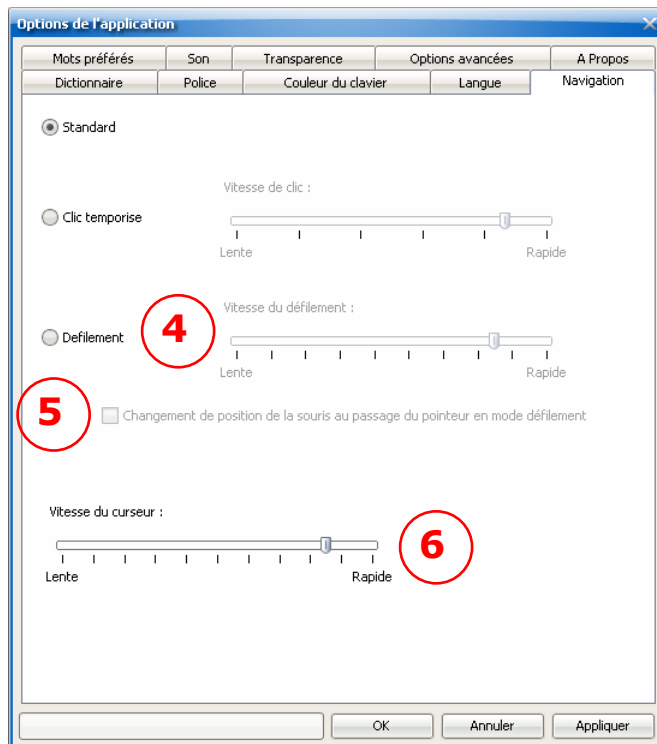 Options de l'application
Mots préférés Son Transparence Options avancées A Propos
Dictionnaire Police Couleur du clavier Langue Navigation
Standard
Vitesse de clic :
Clic temporise
Lente Rapide
Vitesse du défilement :
Defilement 4
Lente Rapide
5 Changement de position de la souris au passage du pointeur en mode défilement
Vitesse du curseur :
6
Lente Rapide
OK Annuler Appliquer